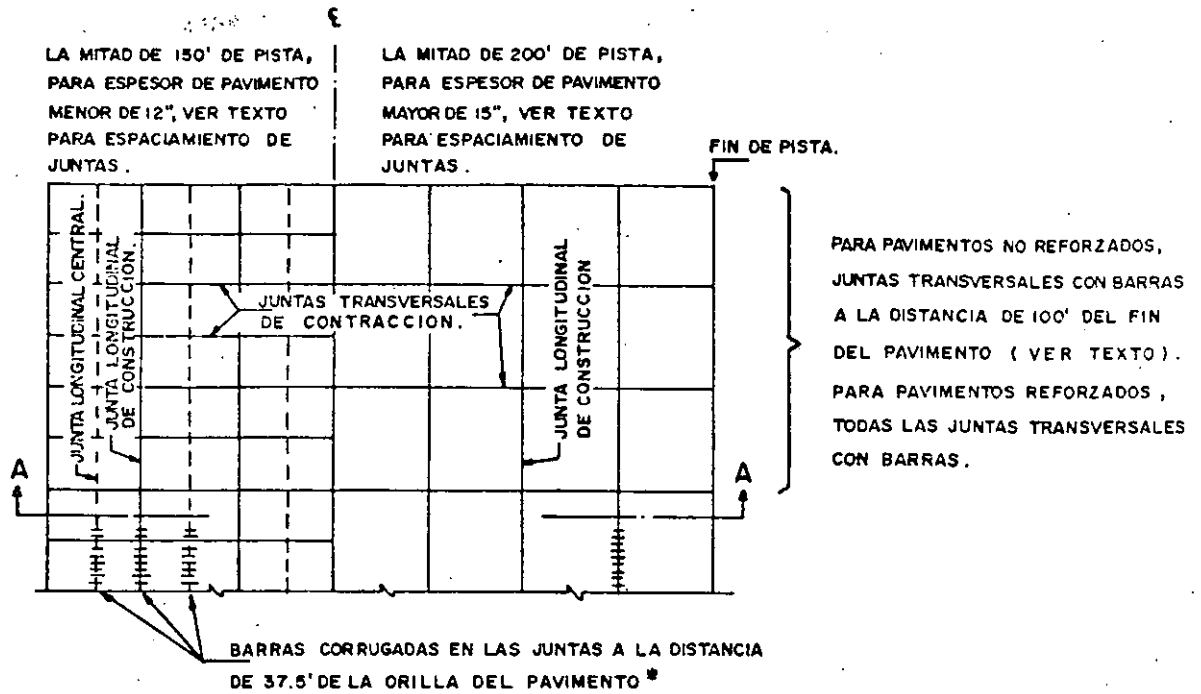 ℄
LA MITAD DE 150' DE PISTA,
PARA ESPESOR DE PAVIMENTO
MENOR DE 12", VER TEXTO
PARA ESPACIAMIENTO DE
JUNTAS.
LA MITAD DE 200' DE PISTA,
PARA ESPESOR DE PAVIMENTO
MAYOR DE 15", VER TEXTO
PARA ESPACIAMIENTO DE
JUNTAS.
FIN DE PISTA.
JUNTA LONGITUDINAL CENTRAL.
JUNTA LONGITUDINAL
DE CONSTRUCCION.
JUNTAS TRANSVERSALES
DE CONTRACCION.
JUNTA LONGITUDINAL
DE CONSTRUCCION
PARA PAVIMENTOS NO REFORZADOS,
JUNTAS TRANSVERSALES CON BARRAS
A LA DISTANCIA DE 100' DEL FIN
DEL PAVIMENTO ( VER TEXTO ).
PARA PAVIMENTOS REFORZADOS,
TODAS LAS JUNTAS TRANSVERSALES
CON BARRAS.
A
A
BARRAS CORRUGADAS EN LAS JUNTAS A LA DISTANCIA
DE 37.5' DE LA ORILLA DEL PAVIMENTO *